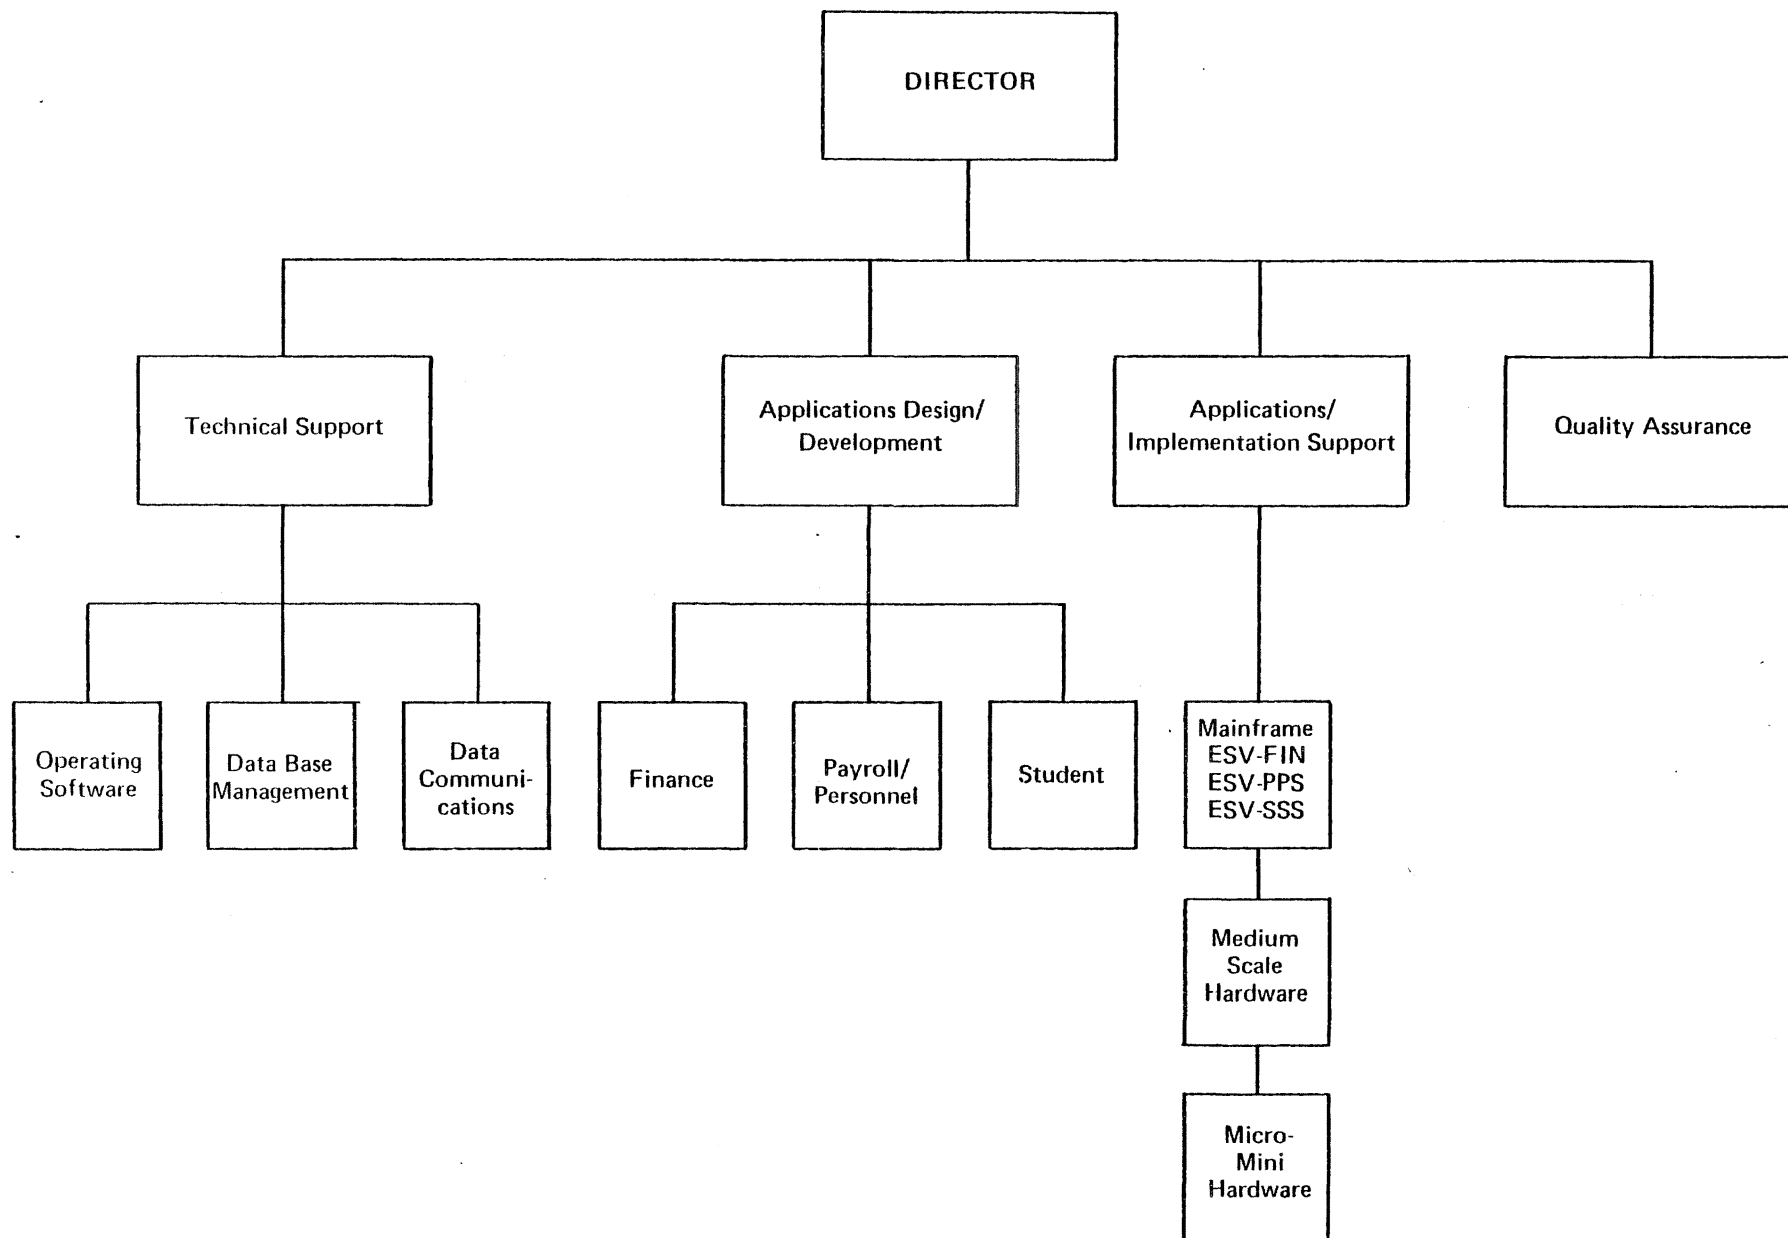 DIRECTOR
Technical Support
Applications Design/
Development
Applications/
Implementation Support
Quality Assurance
Operating
Software
Data Base
Management
Data
Communi-
cations
Finance
Payroll/
Personnel
Student
Mainframe
ESV-FIN
ESV-PPS
ESV-SSS
Medium
Scale
Hardware
Micro-
Mini
Hardware